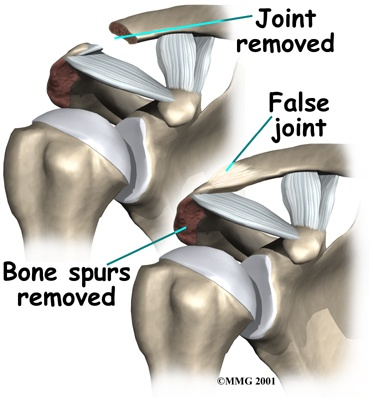 Joint
removed
False
joint
Bone spurs
removed
©MMG 2001